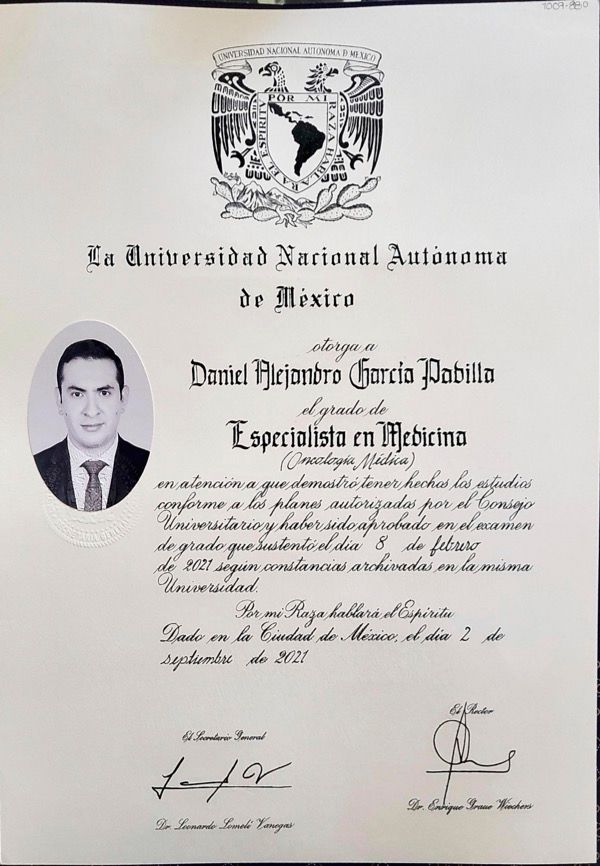 1009-880
UNIVERSIDAD NACIONAL AUTONOMA D MEXICO
POR MI RAZA HABLARA EL ESPIRITU
La Universidad Nacional Autónoma
de México
otorga a
Daniel Alejandro García Padilla
el grado de
Especialista en Medicina
(Oncología Médica)
en atención a que demostró tener hechos los estudios
conforme a los planes autorizados por el Consejo
Universitario y haber sido aprobado en el examen
de grado que sustentó el día 8 de febrero
de 2021 según constancias archivadas en la misma
Universidad.
Por mi Raza hablará el Espíritu
Dado en la Ciudad de México, el día 2 de
septiembre de 2021
El Rector
El Secretario General
Dr. Enrique Graue Wiechers
Dr. Leonardo Lomelí Vanegas